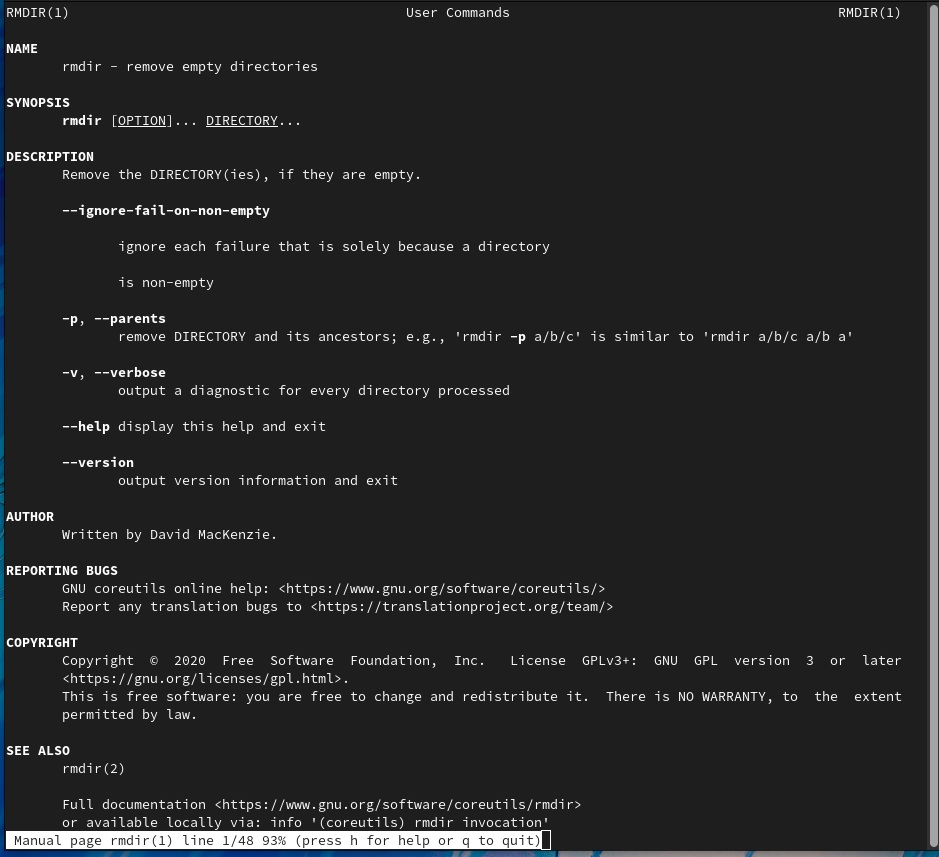 RMDIR(1) User Commands RMDIR(1)
NAME
rmdir - remove empty directories
SYNOPSIS
rmdir [OPTION]... DIRECTORY...
DESCRIPTION
Remove the DIRECTORY(ies), if they are empty.
--ignore-fail-on-non-empty
ignore each failure that is solely because a directory
is non-empty
-p, --parents
remove DIRECTORY and its ancestors; e.g., 'rmdir -p a/b/c' is similar to 'rmdir a/b/c a/b a'
-v, --verbose
output a diagnostic for every directory processed
--help display this help and exit
--version
output version information and exit
AUTHOR
Written by David MacKenzie.
REPORTING BUGS
GNU coreutils online help: <https://www.gnu.org/software/coreutils/>
Report any translation bugs to <https://translationproject.org/team/>
COPYRIGHT
Copyright © 2020 Free Software Foundation, Inc. License GPLv3+: GNU GPL version 3 or later
<https://gnu.org/licenses/gpl.html>.
This is free software: you are free to change and redistribute it. There is NO WARRANTY, to the extent
permitted by law.
SEE ALSO
rmdir(2)
Full documentation <https://www.gnu.org/software/coreutils/rmdir>
or available locally via: info '(coreutils) rmdir invocation'
Manual page rmdir(1) line 1/48 93% (press h for help or q to quit)